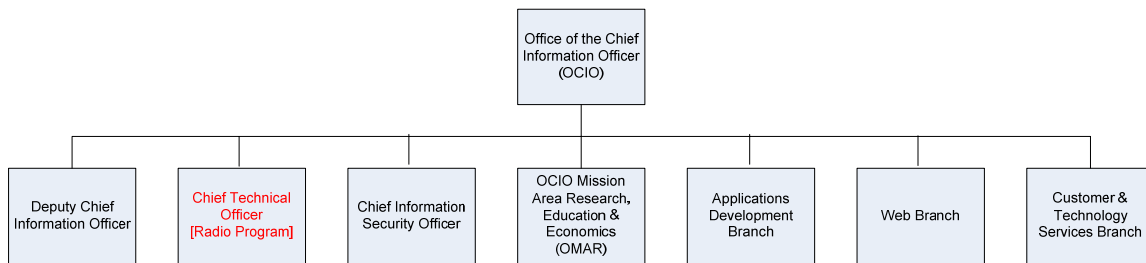 Office of the Chief
Information Officer
(OCIO)
Deputy Chief
Information Officer
Chief Technical
Officer
[Radio Program]
Chief Information
Security Officer
OCIO Mission
Area Research,
Education &
Economics
(OMAR)
Applications
Development
Branch
Web Branch
Customer &
Technology
Services Branch